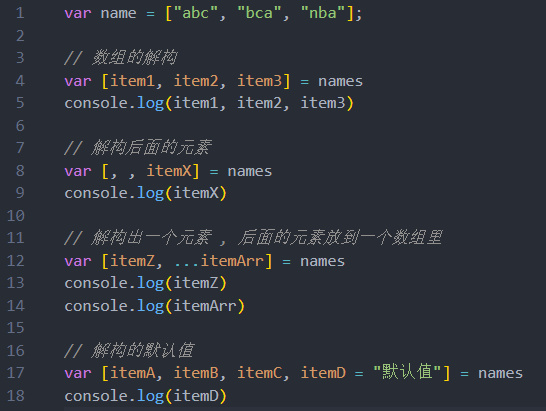 1 var name = ["abc", "bca", "nba"];
2
3 // 数组的解构
4 var [item1, item2, item3] = names
5 console.log(item1, item2, item3)
6
7 // 解构后面的元素
8 var [, , itemX] = names
9 console.log(itemX)
10
11 // 解构出一个元素 , 后面的元素放到一个数组里
12 var [itemZ, ...itemArr] = names
13 console.log(itemZ)
14 console.log(itemArr)
15
16 // 解构的默认值
17 var [itemA, itemB, itemC, itemD = "默认值"] = names
18 console.log(itemD)